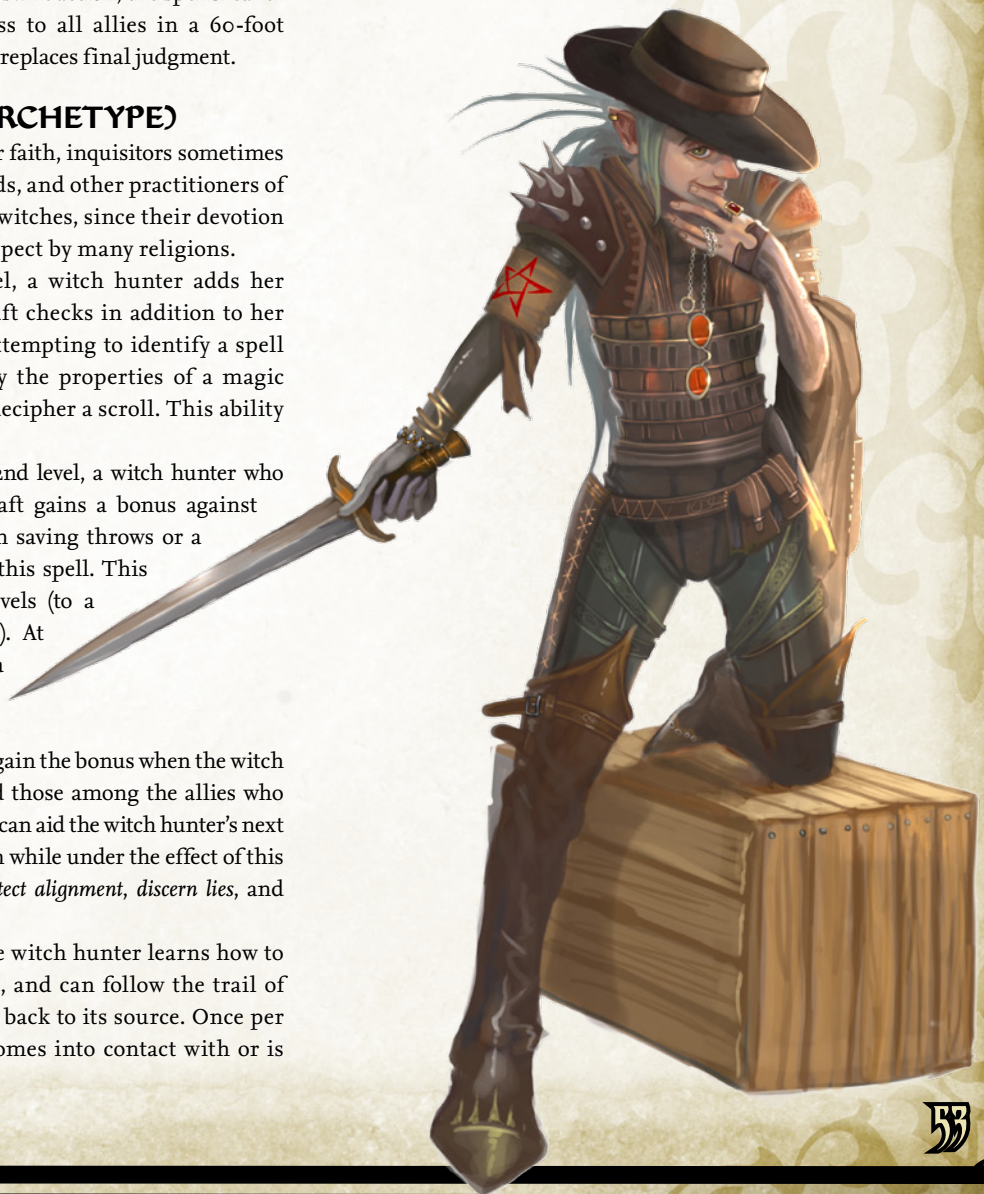 ss to all allies in a 60-foot
replaces final judgment.
RCHETYPE)
r faith, inquisitors sometimes
ds, and other practitioners of
witches, since their devotion
pect by many religions.
el, a witch hunter adds her
ft checks in addition to her
ttempting to identify a spell
y the properties of a magic
decipher a scroll. This ability
2nd level, a witch hunter who
aft gains a bonus against
n saving throws or a
this spell. This
vels (to a
). At
gain the bonus when the witch
d those among the allies who
can aid the witch hunter's next
n while under the effect of this
tect alignment, discern lies, and
e witch hunter learns how to
, and can follow the trail of
back to its source. Once per
omes into contact with or is
53